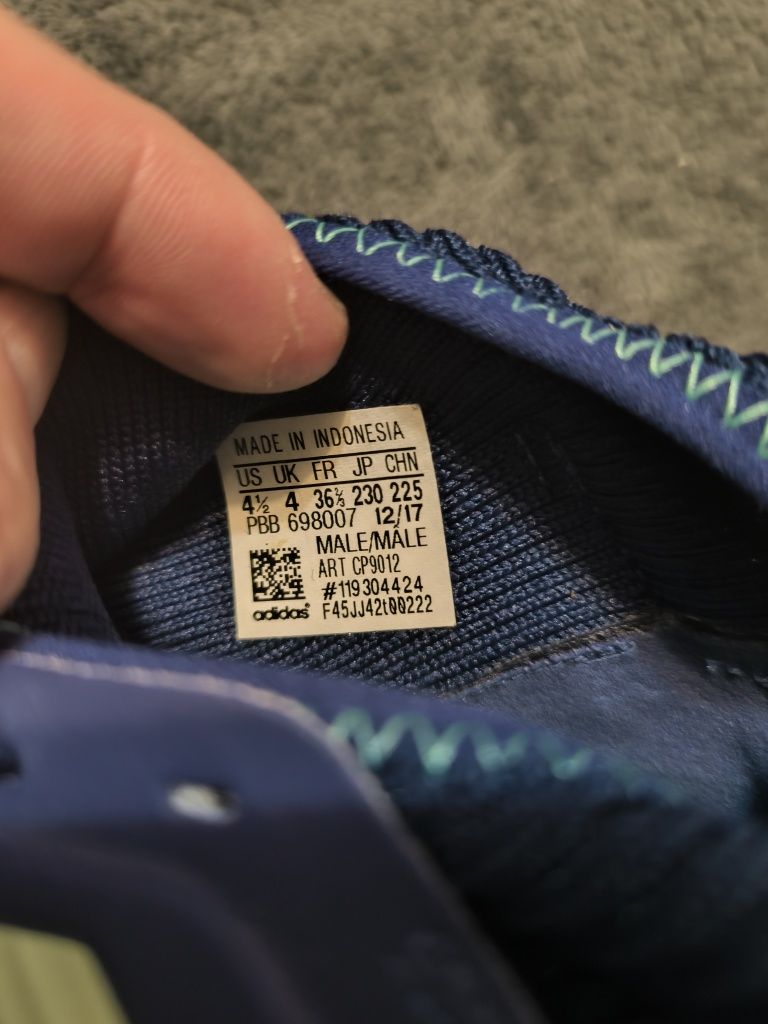 MADE IN INDONESIA
US UK FR JP CHN
4½ 4 36⅔ 230 225
PBB 698007 12/17
MALE/MÂLE
ART CP9012
#119304424
adidas® F45JJ42t00222